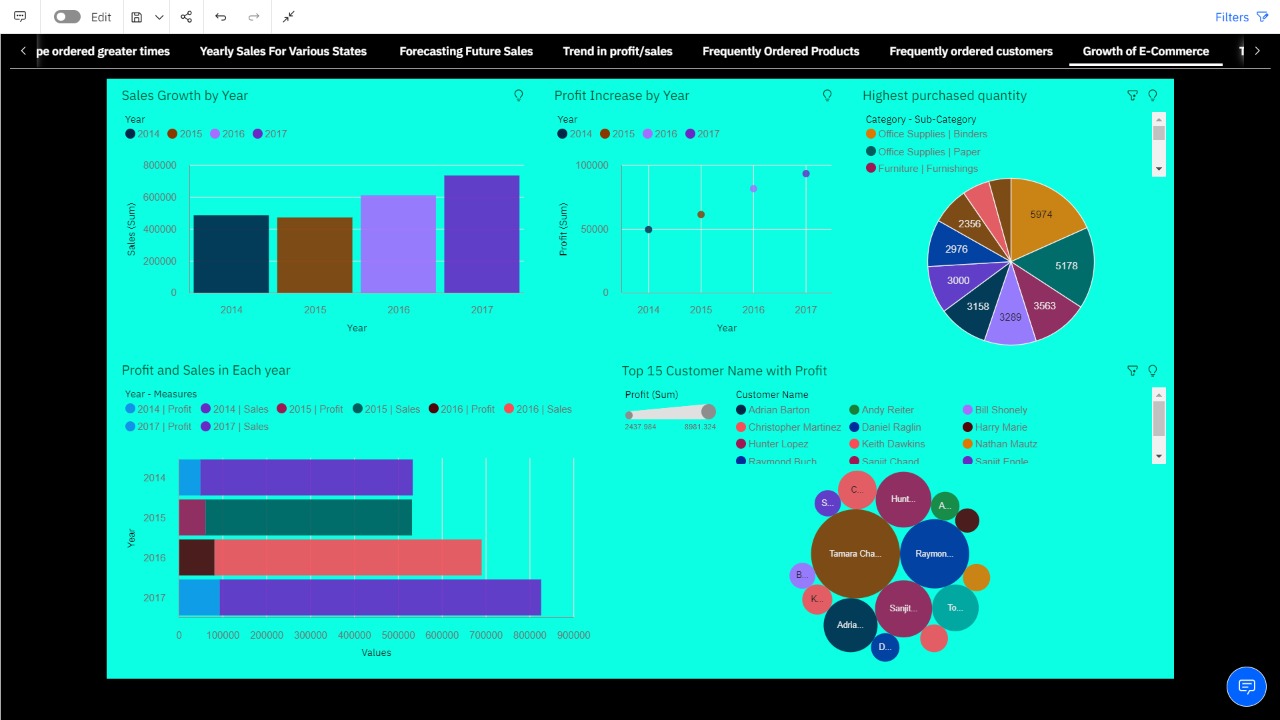 Edit
Filters
pe ordered greater times
Yearly Sales For Various States
Forecasting Future Sales
Trend in profit/sales
Frequently Ordered Products
Frequently ordered customers
Growth of E-Commerce
Sales Growth by Year
Year
2014 2015 2016 2017
800000
600000
400000
200000
0
Sales (Sum)
2014 2015 2016 2017
Year
Profit Increase by Year
Year
2014 2015 2016 2017
100000
50000
0
Profit (Sum)
2014 2015 2016 2017
Year
Highest purchased quantity
Category - Sub-Category
Office Supplies | Binders
Office Supplies | Paper
Furniture | Furnishings
5974
5178
3563
3289
3158
3000
2976
2356
Profit and Sales in Each year
Year - Measures
2014 | Profit 2014 | Sales 2015 | Profit 2015 | Sales 2016 | Profit 2016 | Sales
2017 | Profit 2017 | Sales
2014
2015
2016
2017
Year
0 100000 200000 300000 400000 500000 600000 700000 800000 900000
Values
Top 15 Customer Name with Profit
Profit (Sum)
2437.984 8981.324
Customer Name
Adrian Barton Andy Reiter Bill Shonely
Christopher Martinez Daniel Raglin Harry Marie
Hunter Lopez Keith Dawkins Nathan Mautz
Raymond Buch Sanjit Chand Sanjit Engle
C...
Hunt...
S...
A...
Tamara Cha...
Raymon...
B...
K...
Sanjit...
To...
Adria...
D...